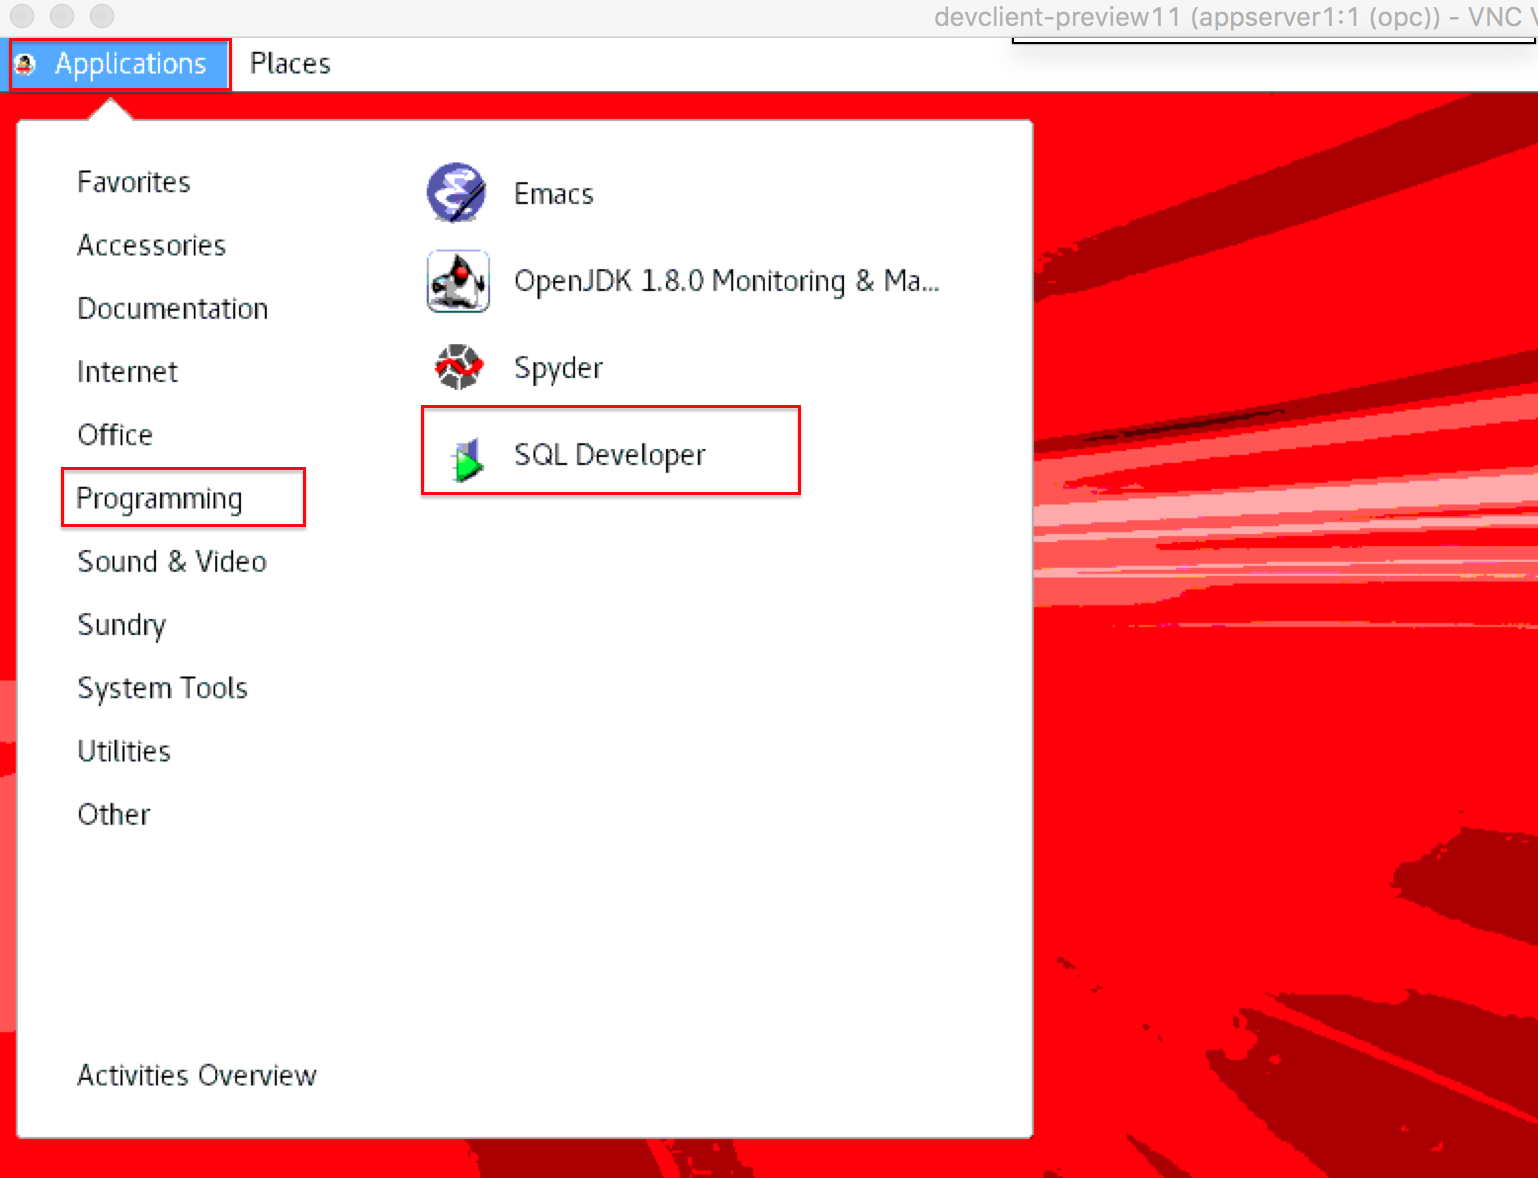 devclient-preview11 (appserver1:1 (opc)) - VNC
Applications Places
Favorites
Accessories
Documentation
Internet
Office
Programming
Sound & Video
Sundry
System Tools
Utilities
Other
Activities Overview
Emacs
OpenJDK 1.8.0 Monitoring & Ma...
Spyder
SQL Developer